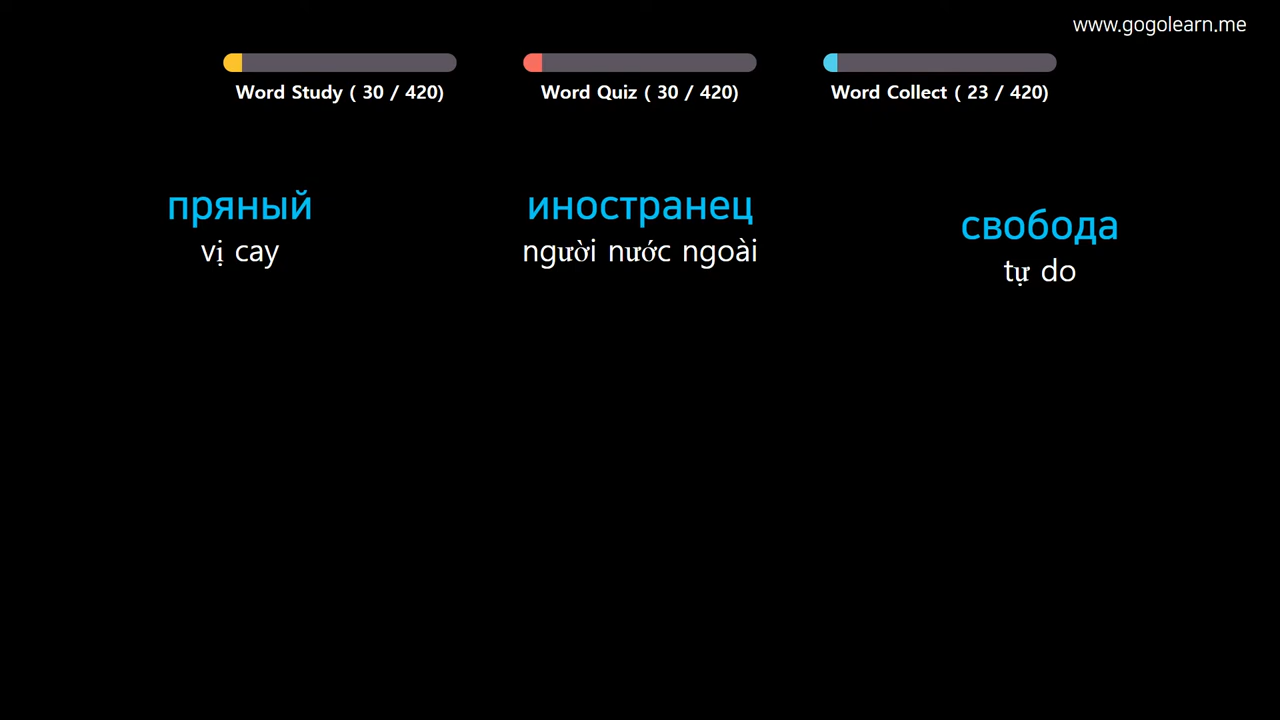 www.gogolearn.me
Word Study ( 30 / 420)
Word Quiz ( 30 / 420)
Word Collect ( 23 / 420)
пряный
vị cay
иностранец
người nước ngoài
свобода
tự do